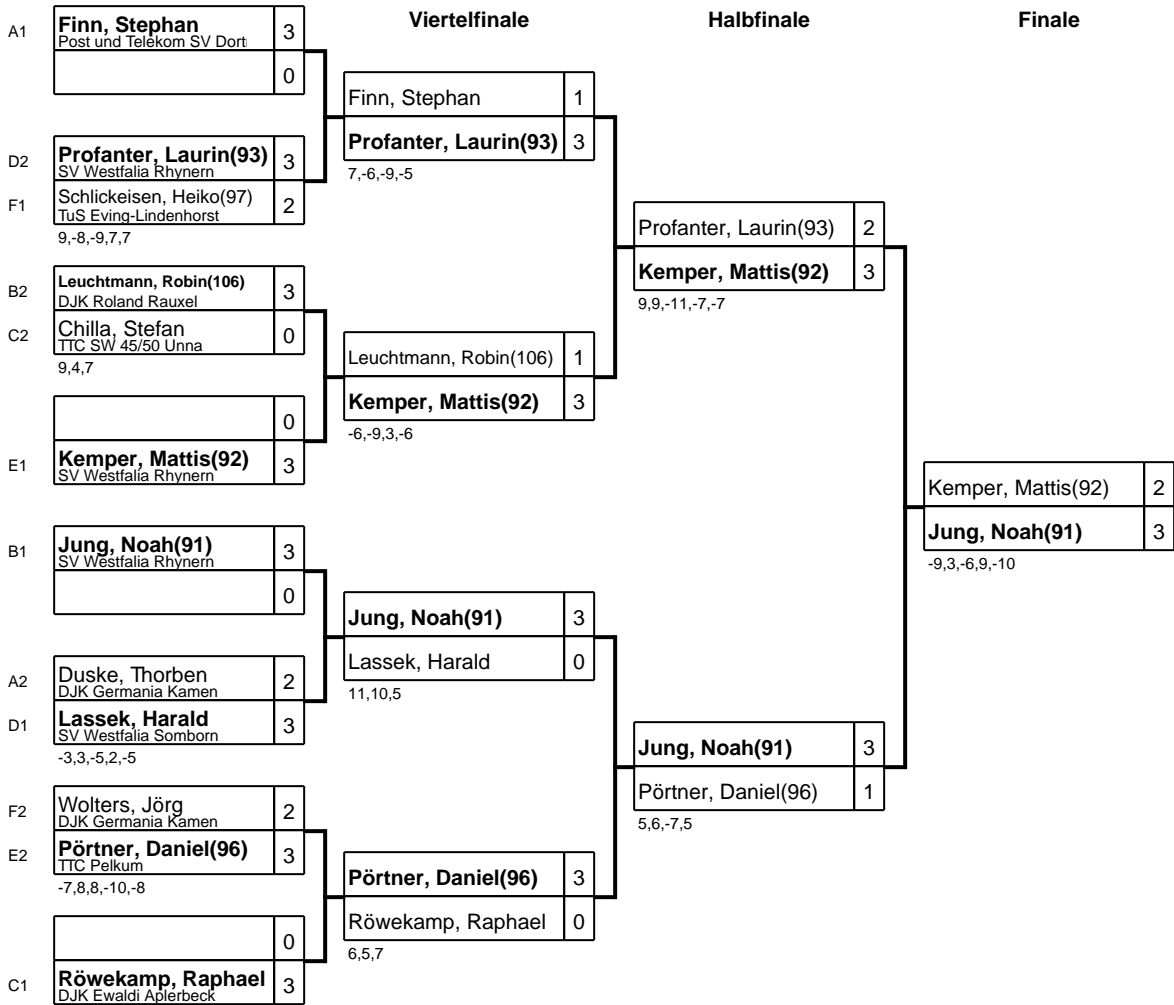 Viertelfinale
Halbfinale
Finale
A1
Finn, Stephan
Post und Telekom SV Dort
3
0
D2
Profanter, Laurin(93)
SV Westfalia Rhynern
3
F1
Schlickeisen, Heiko(97)
TuS Eving-Lindenhorst
2
9,-8,-9,7,7
B2
Leuchtmann, Robin(106)
DJK Roland Rauxel
3
C2
Chilla, Stefan
TTC SW 45/50 Unna
0
9,4,7
0
E1
Kemper, Mattis(92)
SV Westfalia Rhynern
3
B1
Jung, Noah(91)
SV Westfalia Rhynern
3
0
A2
Duske, Thorben
DJK Germania Kamen
2
D1
Lassek, Harald
SV Westfalia Somborn
3
-3,3,-5,2,-5
F2
Wolters, Jörg
DJK Germania Kamen
2
E2
Pörtner, Daniel(96)
TTC Pelkum
3
-7,8,8,-10,-8
0
C1
Röwekamp, Raphael
DJK Ewaldi Aplerbeck
3
Finn, Stephan 1
Profanter, Laurin(93) 3
7,-6,-9,-5
Leuchtmann, Robin(106) 1
Kemper, Mattis(92) 3
-6,-9,3,-6
Jung, Noah(91) 3
Lassek, Harald 0
11,10,5
Pörtner, Daniel(96) 3
Röwekamp, Raphael 0
6,5,7
Profanter, Laurin(93) 2
Kemper, Mattis(92) 3
9,9,-11,-7,-7
Jung, Noah(91) 3
Pörtner, Daniel(96) 1
5,6,-7,5
Kemper, Mattis(92) 2
Jung, Noah(91) 3
-9,3,-6,9,-10